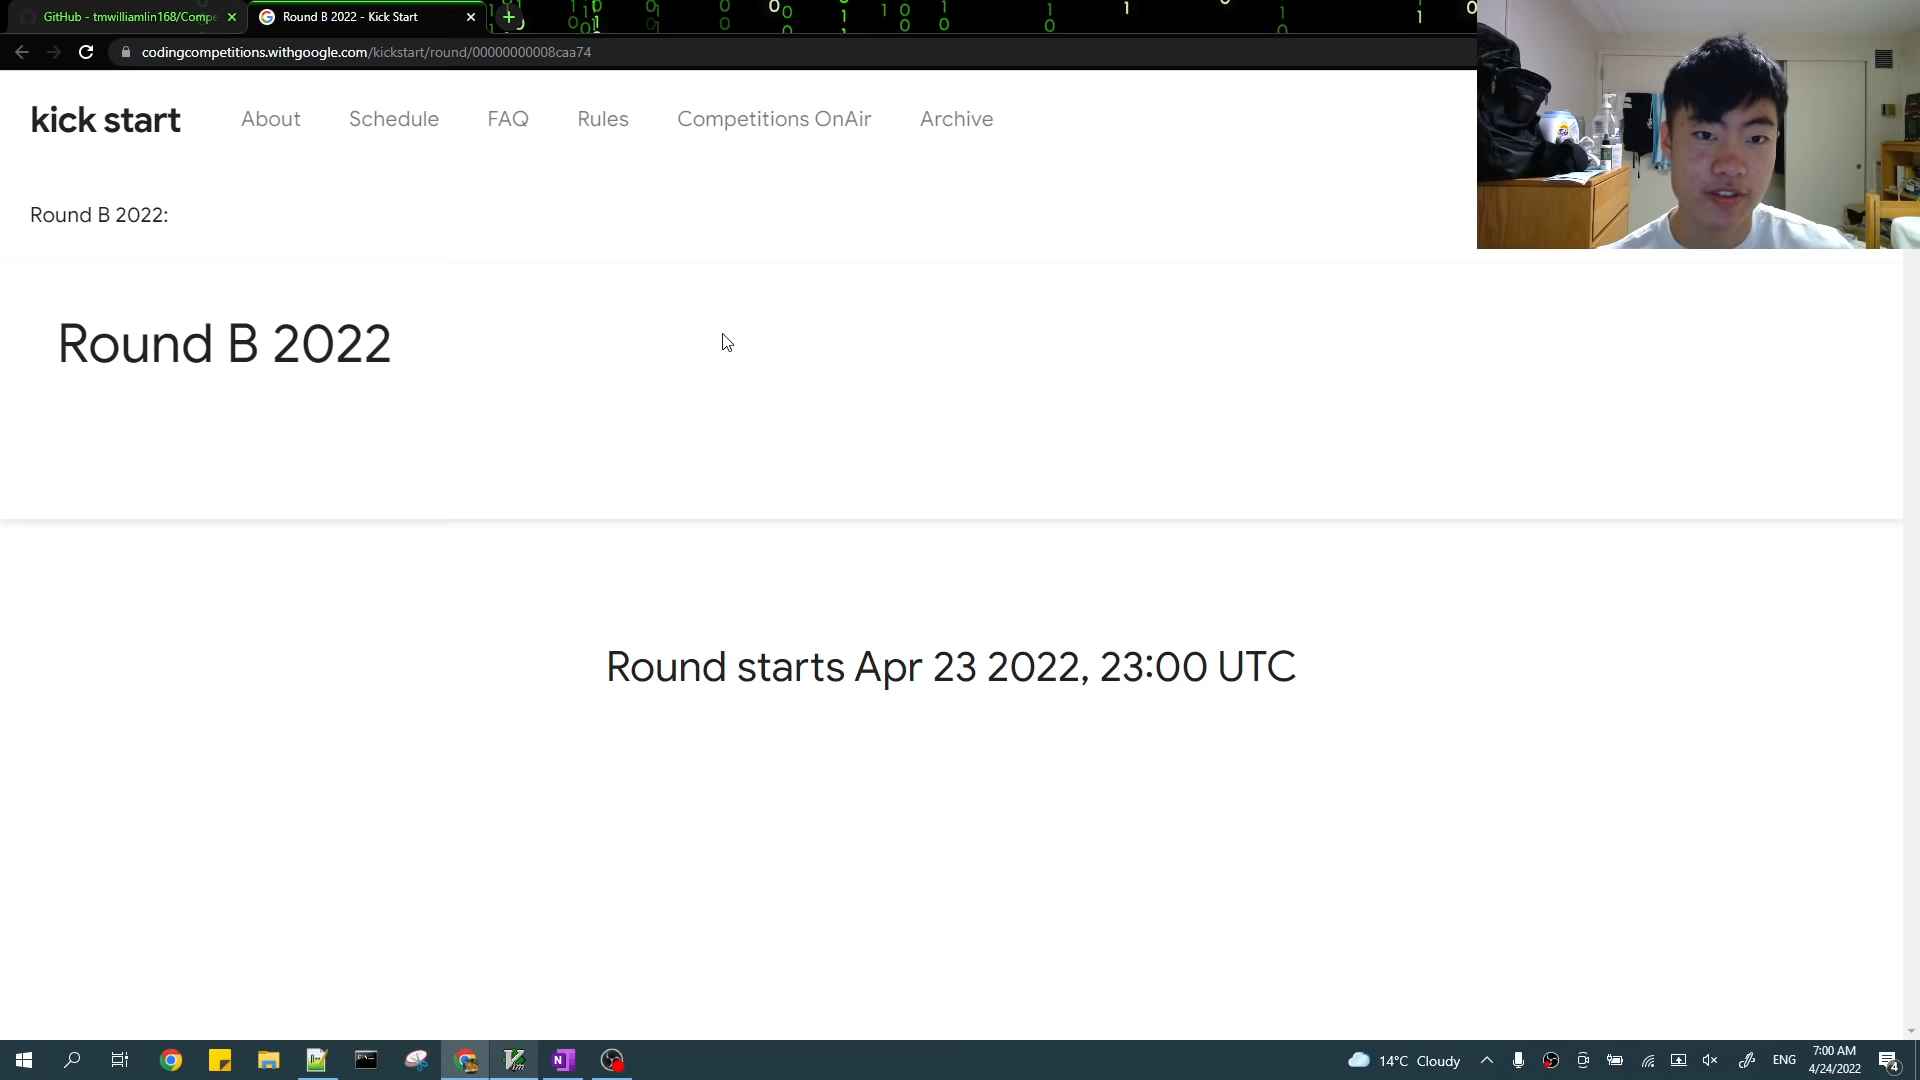 GitHub - tmwilliamlin168/Compe
Round B 2022 - Kick Start
codingcompetitions.withgoogle.com/kickstart/round/00000000008caa74
kick start About Schedule FAQ Rules Competitions OnAir Archive
Round B 2022:
Round B 2022
Round starts Apr 23 2022, 23:00 UTC
14°C Cloudy
ENG
7:00 AM
4/24/2022
4